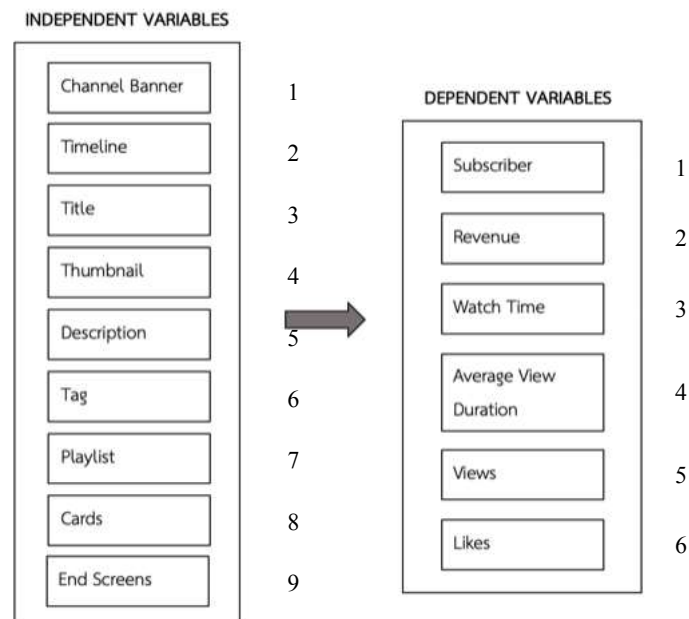 INDEPENDENT VARIABLES
Channel Banner 1
Timeline 2
Title 3
Thumbnail 4
Description 5
Tag 6
Playlist 7
Cards 8
End Screens 9
DEPENDENT VARIABLES
Subscriber 1
Revenue 2
Watch Time 3
Average View
Duration 4
Views 5
Likes 6